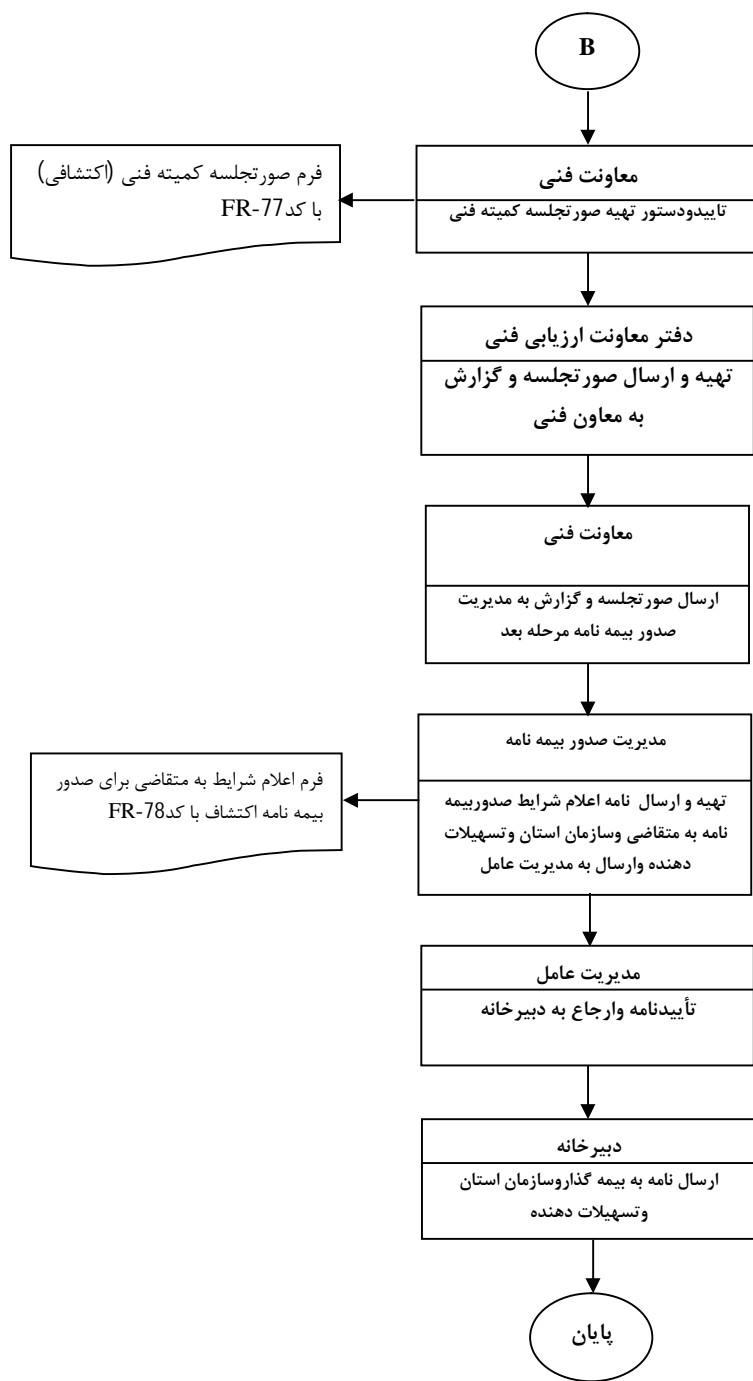 B
معاونت فنی
تاییدودستور تهیه صورتجلسه کمیته فنی
فرم صورتجلسه کمیته فنی (اکتشافی)
با کد FR-77
دفتر معاونت ارزیابی فنی
تهیه و ارسال صورتجلسه و گزارش
به معاون فنی
معاونت فنی
ارسال صورتجلسه و گزارش به مدیریت
صدور بیمه نامه مرحله بعد
مدیریت صدور بیمه نامه
تهیه و ارسال نامه اعلام شرایط صدوربیمه
نامه به متقاضی وسازمان استان وتسهیلات
دهنده وارسال به مدیریت عامل
فرم اعلام شرایط به متقاضی برای صدور
بیمه نامه اکتشاف با کد FR-78
مدیریت عامل
تأییدنامه وارجاع به دبیرخانه
دبیرخانه
ارسال نامه به بیمه گذاروسازمان استان
وتسهیلات دهنده
پایان